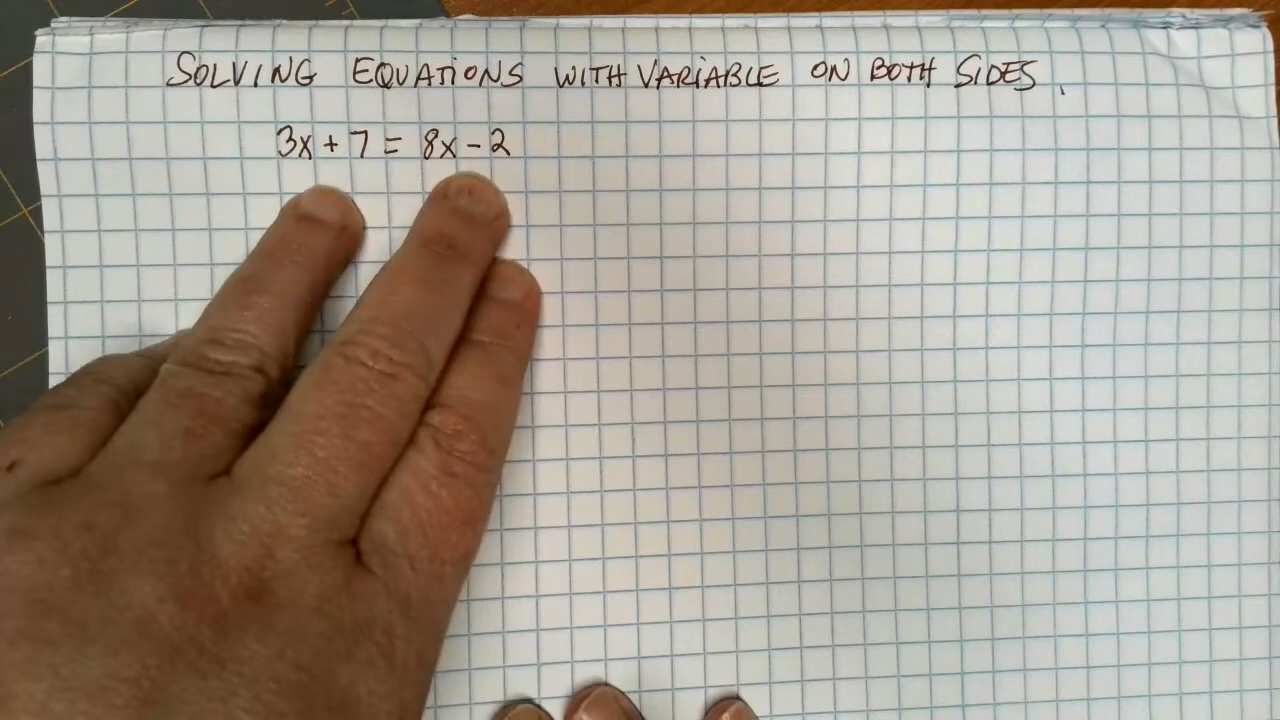 SOLVING EQUATIONS WITH VARIABLE ON BOTH SIDES.
3x + 7 = 8x - 2